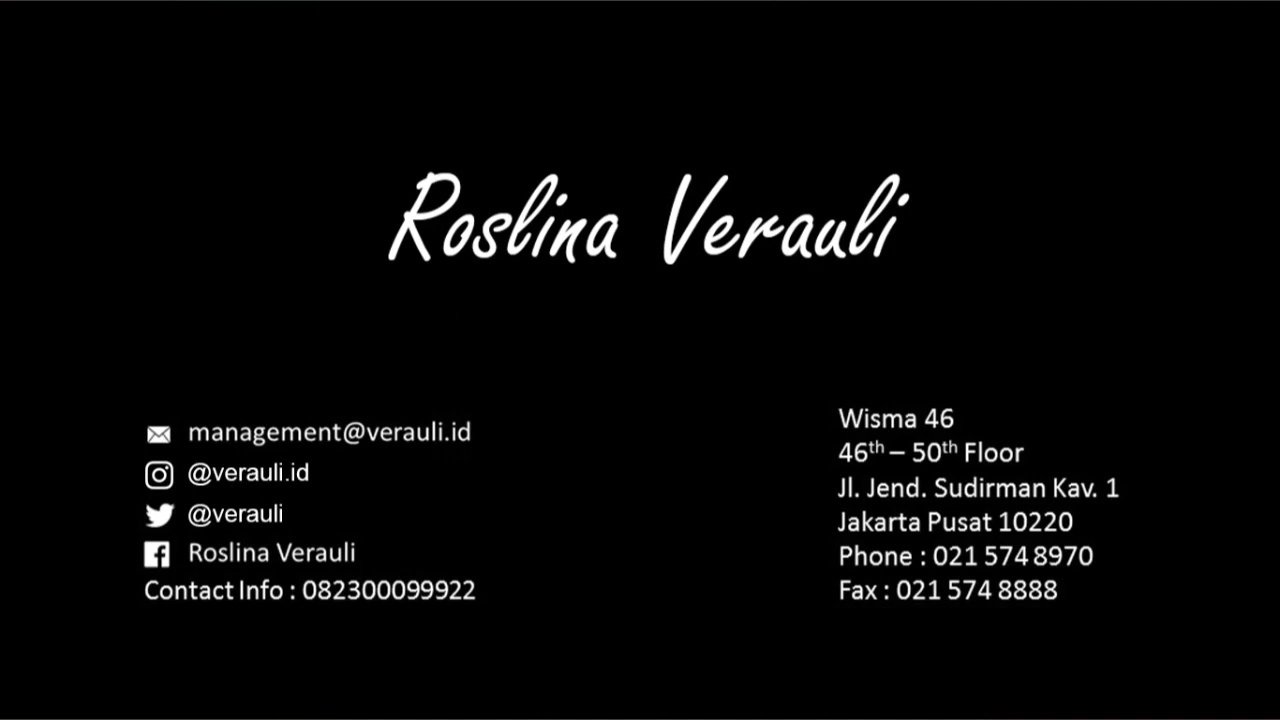 Roslina Verauli
management@verauli.id
@verauli.id
@verauli
Roslina Verauli
Contact Info : 082300099922
Wisma 46
46th – 50th Floor
Jl. Jend. Sudirman Kav. 1
Jakarta Pusat 10220
Phone : 021 574 8970
Fax : 021 574 8888